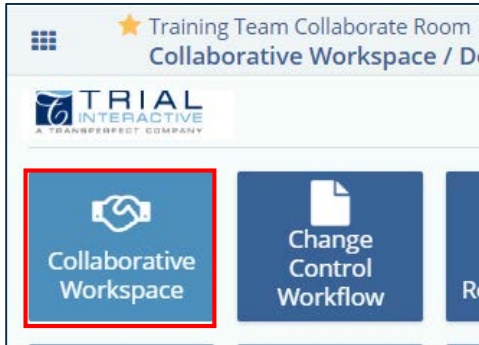 Training Team Collaborate Room
Collaborative Workspace / D
TRIAL
INTERACTIVE
A TRANSPERFECT COMPANY
Collaborative
Workspace
Change
Control
Workflow